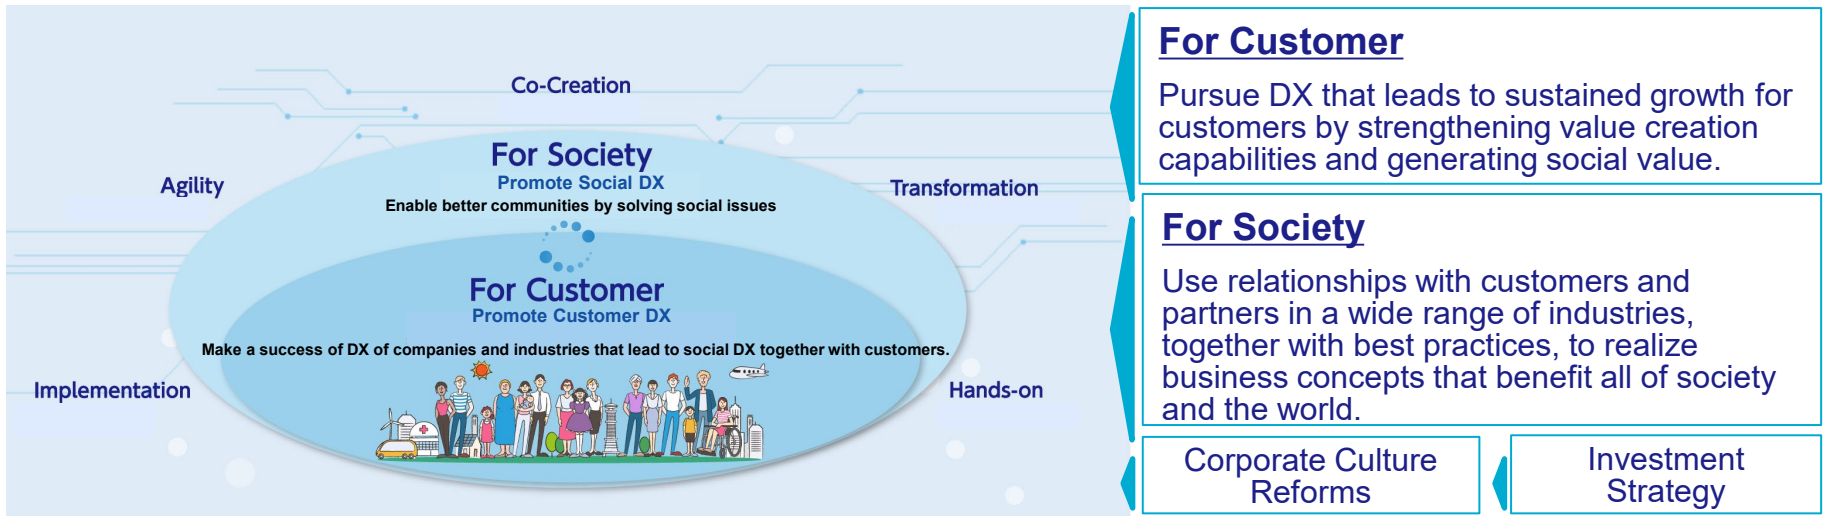 Co-Creation
For Society
Promote Social DX
Enable better communities by solving social issues
Agility
Transformation
For Customer
Promote Customer DX
Make a success of DX of companies and industries that lead to social DX together with customers.
Implementation
Hands-on
For Customer
Pursue DX that leads to sustained growth for
customers by strengthening value creation
capabilities and generating social value.
For Society
Use relationships with customers and
partners in a wide range of industries,
together with best practices, to realize
business concepts that benefit all of society
and the world.
Corporate Culture
Reforms
Investment
Strategy